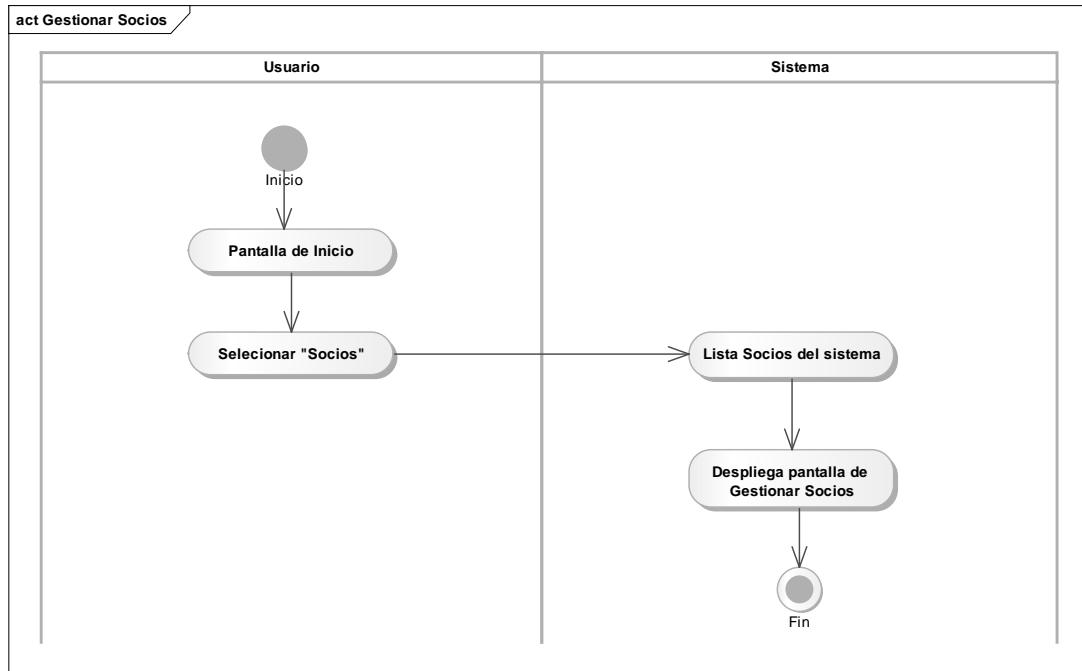 act Gestionar Socios
Usuario
Sistema
Inicio
Pantalla de Inicio
Selecionar "Socios"
Lista Socios del sistema
Despliega pantalla de
Gestionar Socios
Fin